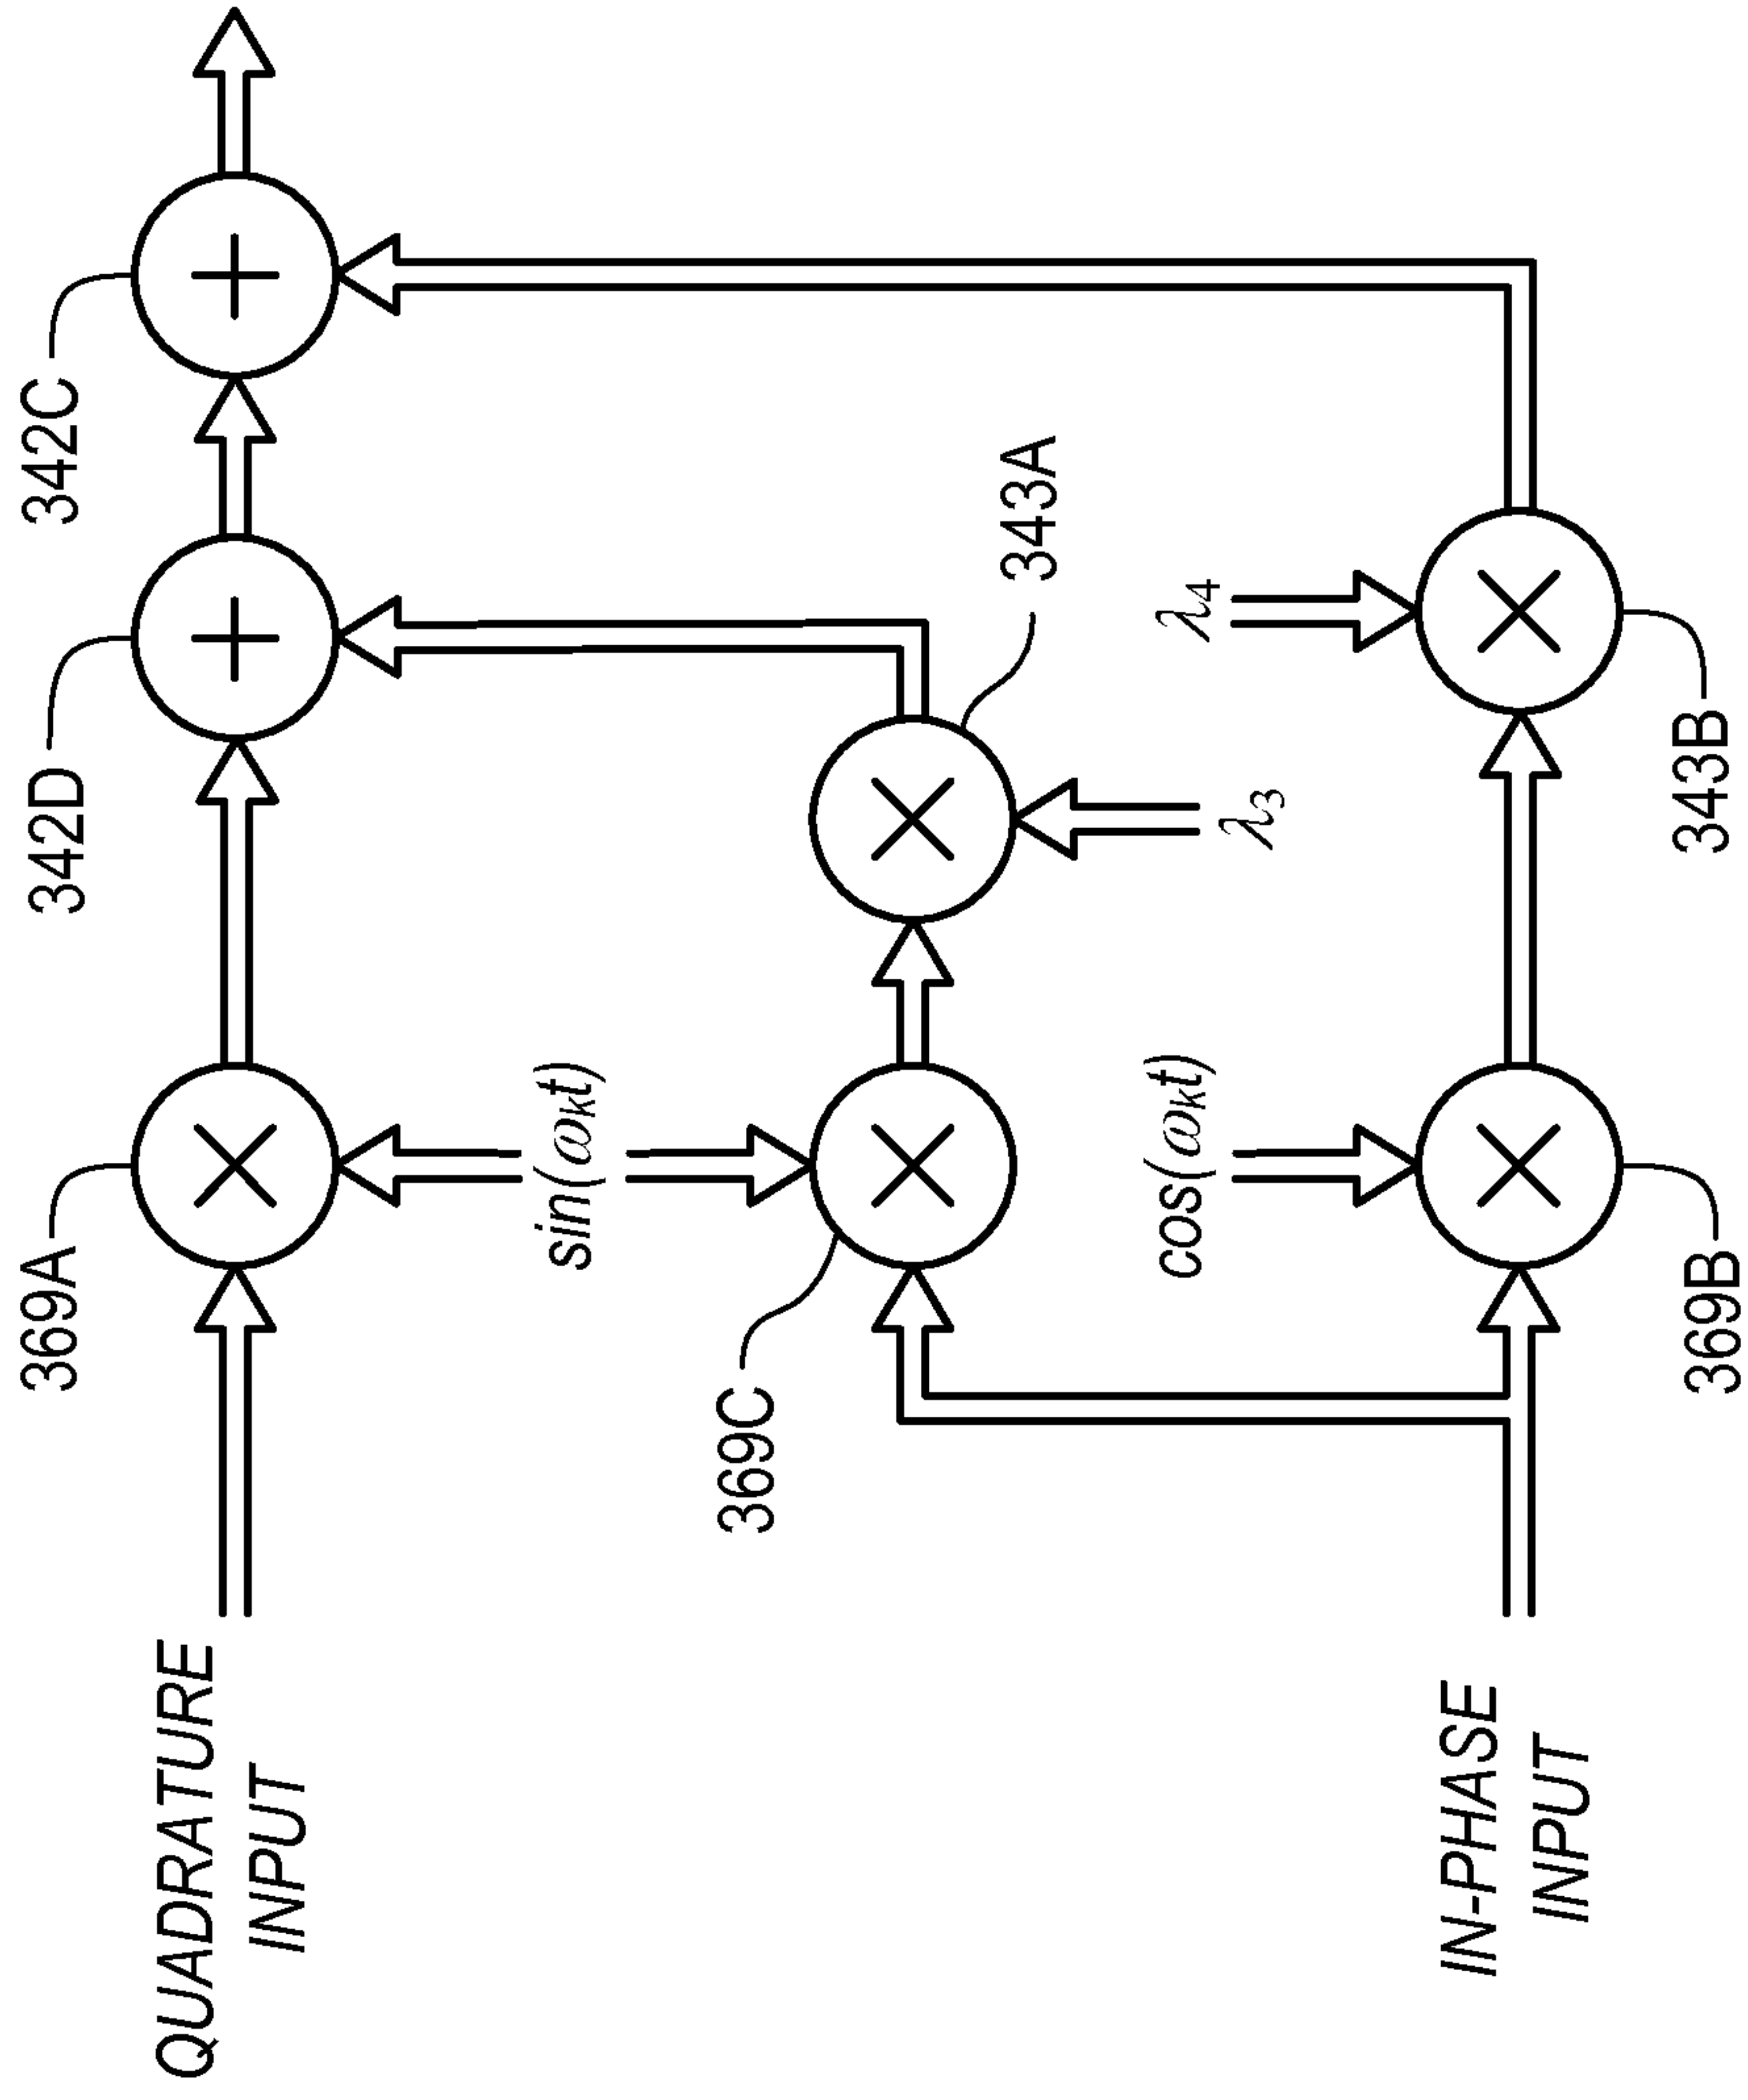 QUADRATURE
INPUT
369A
342D
342C
sin(ωKt)
369C
343A
λ3
cos(ωKt)
λ4
IN-PHASE
INPUT
369B
343B